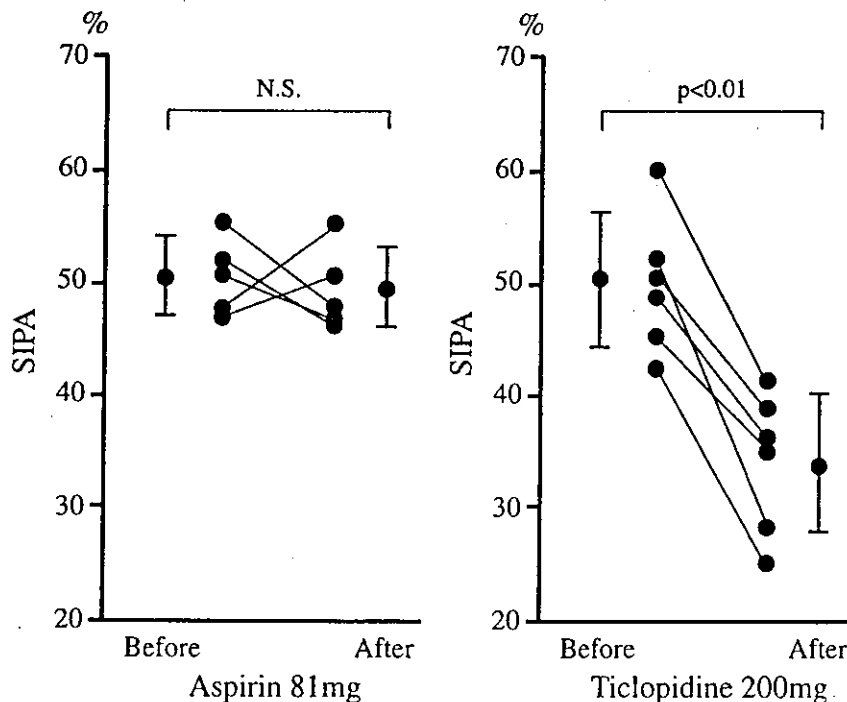 %
70
60
50
40
30
20
SIPA
N.S.
Before After
Aspirin 81mg
%
70
60
50
40
30
20
SIPA
p<0.01
Before After
Ticlopidine 200mg